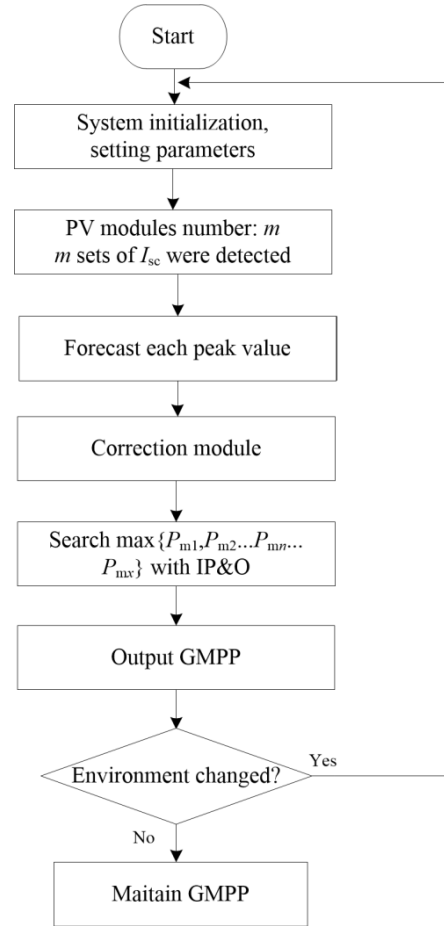 Start
System initialization,
setting parameters
PV modules number: m
m sets of Isc were detected
Forecast each peak value
Correction module
Search max{Pm1,Pm2...Pmn...
Pmx} with IP&O
Output GMPP
Environment changed?
Yes
No
Maitain GMPP